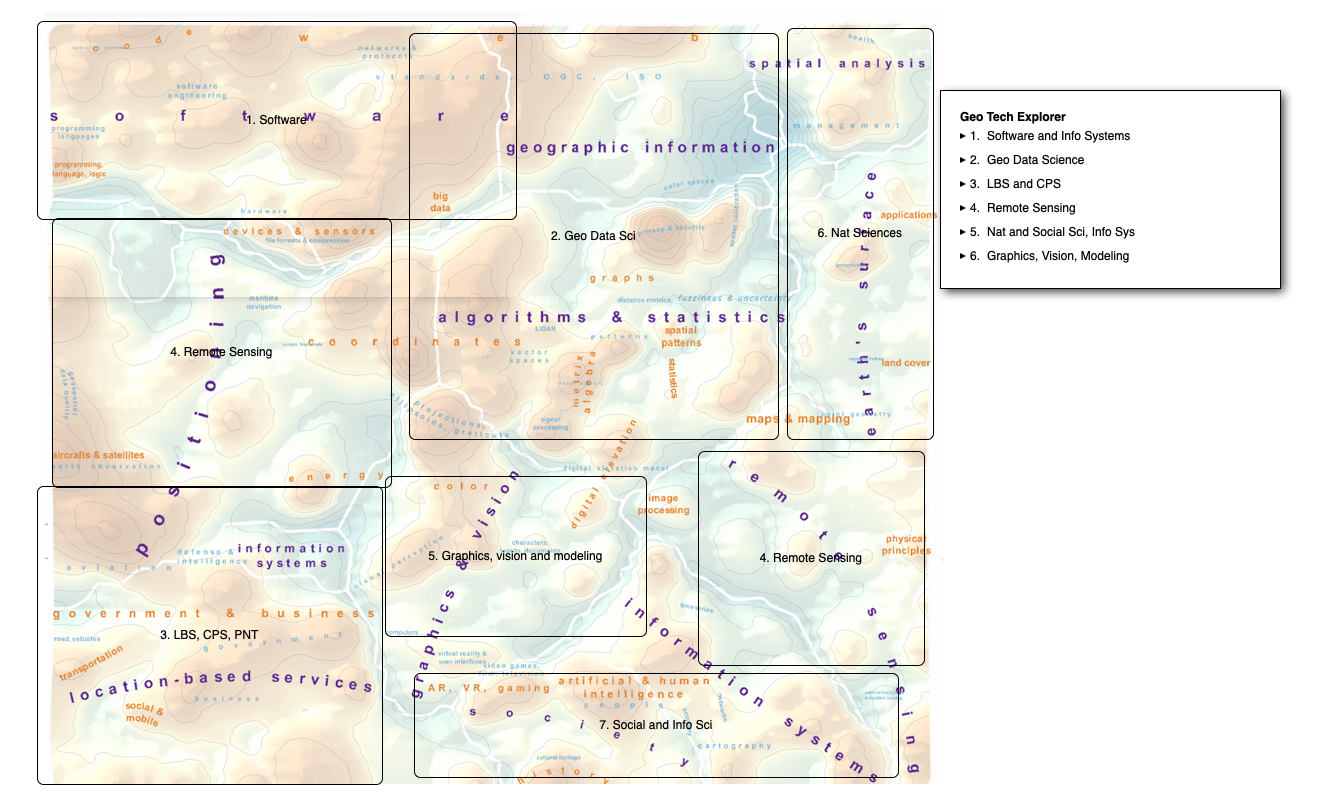 c o d e
w e b
health
networks &
protocols
spatial analysis
standards, OGC, ISO
software
engineering
software
1. Software
management
programming
languages
geographic information
programming,
language, logic
color spaces
big
data
hardware
applications
devices & sensors
file formats & compression
privacy & security
2. Geo Data Sci
6. Nat Sciences
earth's surface
graphs
positioning
maritime
navigation
distance metrics
fuzziness & uncertainty
algorithms & statistics
LIDAR
patterns
spatial
patterns
coordinates
4. Remote Sensing
vector
spaces
matrix
algebra
statistics
land cover
geospatial
data quality
projections,
ellipsoids, graticule
signal
processing
maps & mapping
digital elevation
aircrafts & satellites
earth observation
digital elevation model
energy
color
remote sensing
image
processing
graphics & vision
characters,
5. Graphics, vision and modeling
visual perception
4. Remote Sensing
physical
principles
defense &
intelligence
information
systems
aviation
government & business
timeseries
information systems
3. LBS, CPS, PNT
road vehicles
government
computers
transportation
virtual reality &
user interfaces
video games,
film, television
location-based services
AR, VR, gaming
artificial & human
intelligence
business
people
social &
mobile
society
networks
7. Social and Info Sci
cartography
cultural heritage
history
Geo Tech Explorer
▸ 1. Software and Info Systems
▸ 2. Geo Data Science
▸ 3. LBS and CPS
▸ 4. Remote Sensing
▸ 5. Nat and Social Sci, Info Sys
▸ 6. Graphics, Vision, Modeling